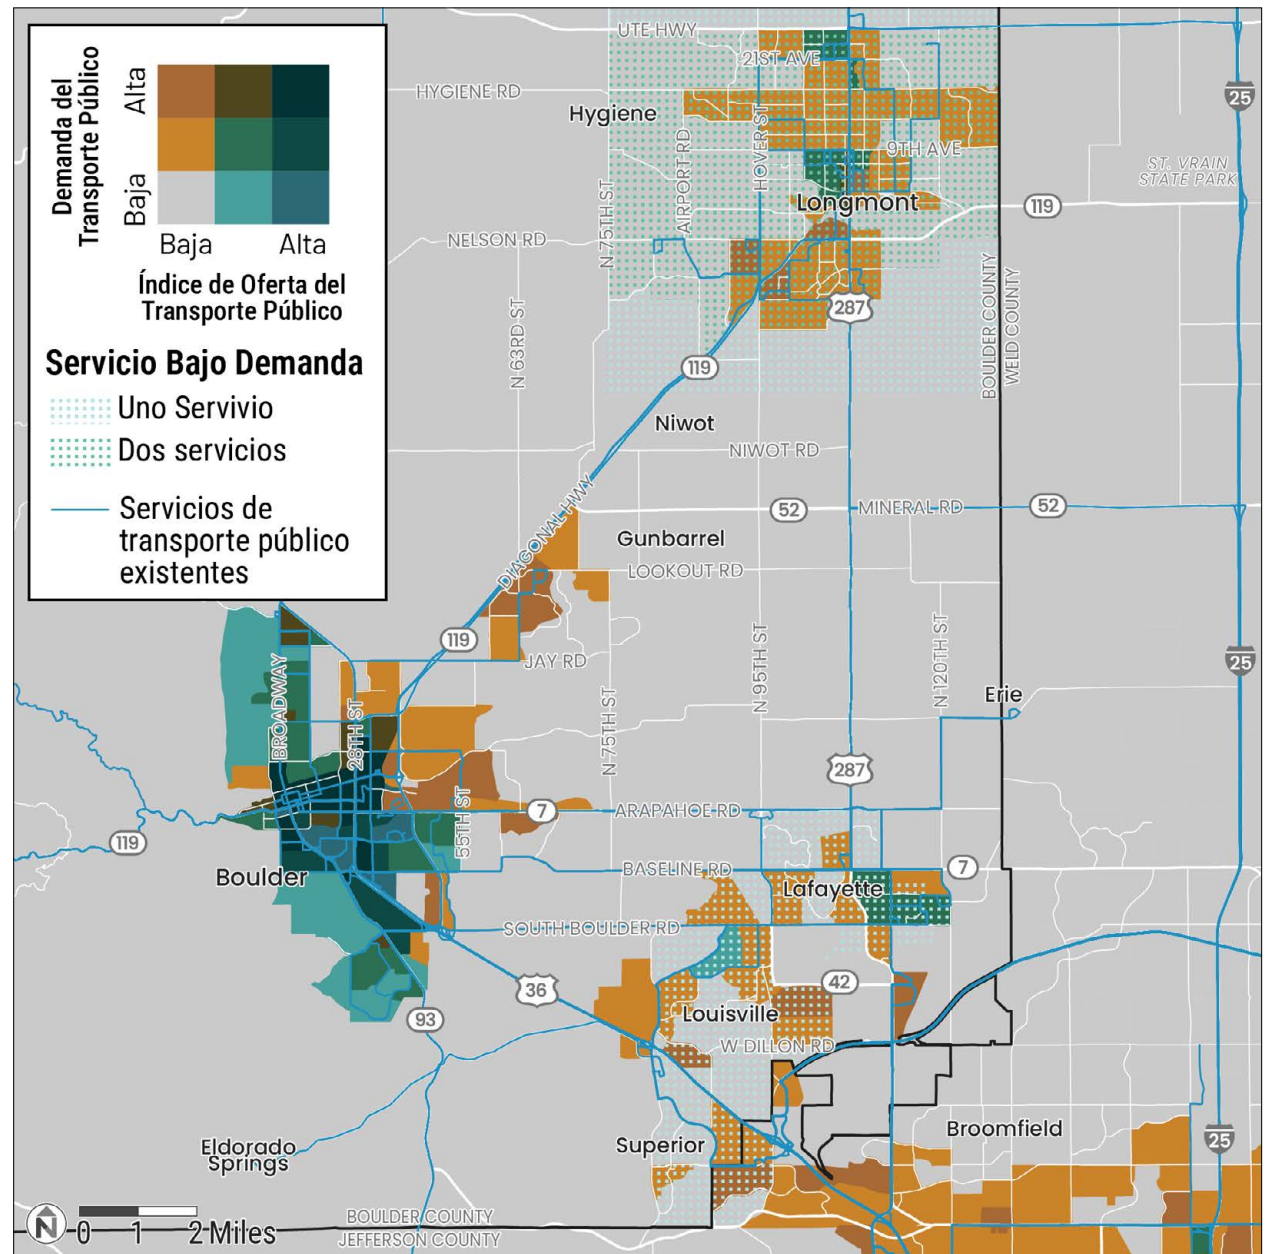 Demanda del
Transporte Público
Alta
Baja
Baja
Alta
Índice de Oferta del
Transporte Público
Servicio Bajo Demanda
Uno Servivio
Dos servicios
Servicios de
transporte público
existentes
UTE HWY
21ST AVE
HYGIENE RD
Hygiene
25
AIRPORT RD
HOVER ST
9TH AVE
ST. VRAIN
STATE PARK
N 75TH ST
Longmont
119
NELSON RD
BOULDER COUNTY
WELD COUNTY
287
N 63RD ST
119
Niwot
NIWOT RD
DIAGONAL HWY
52
MINERAL RD
52
Gunbarrel
LOOKOUT RD
119
JAY RD
BROADWAY
28TH ST
N 75TH ST
N 95TH ST
N 120TH ST
25
Erie
287
55TH ST
7
ARAPAHOE RD
119
Boulder
BASELINE RD
7
Lafayette
SOUTH BOULDER RD
36
42
93
Louisville
W DILLON RD
Superior
Broomfield
25
Eldorado
Springs
N
0 1 2 Miles
BOULDER COUNTY
JEFFERSON COUNTY